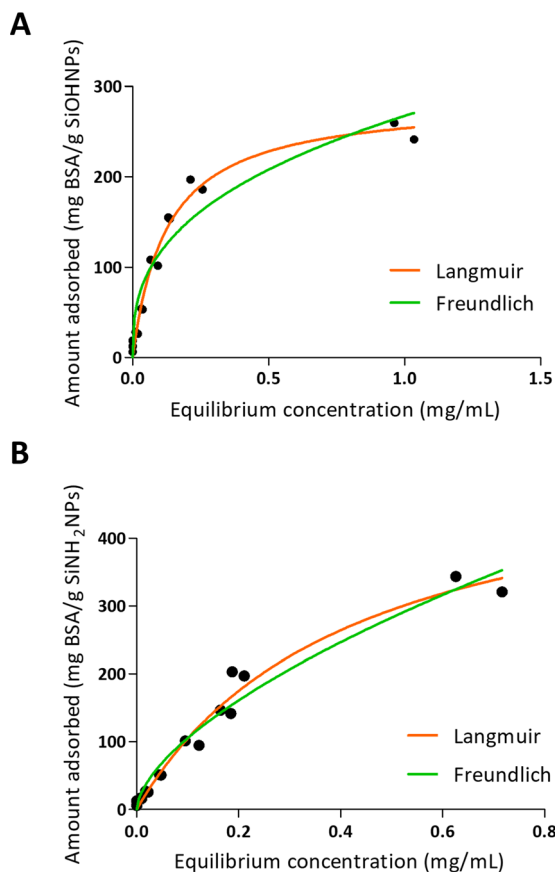 A
Amount adsorbed (mg BSA/g SiOHNPs)
300
200
100
0
0.0 0.5 1.0 1.5
Equilibrium concentration (mg/mL)
Langmuir
Freundlich
B
Amount adsorbed (mg BSA/g SiNH₂NPs)
400
300
200
100
0
0.0 0.2 0.4 0.6 0.8
Equilibrium concentration (mg/mL)
Langmuir
Freundlich